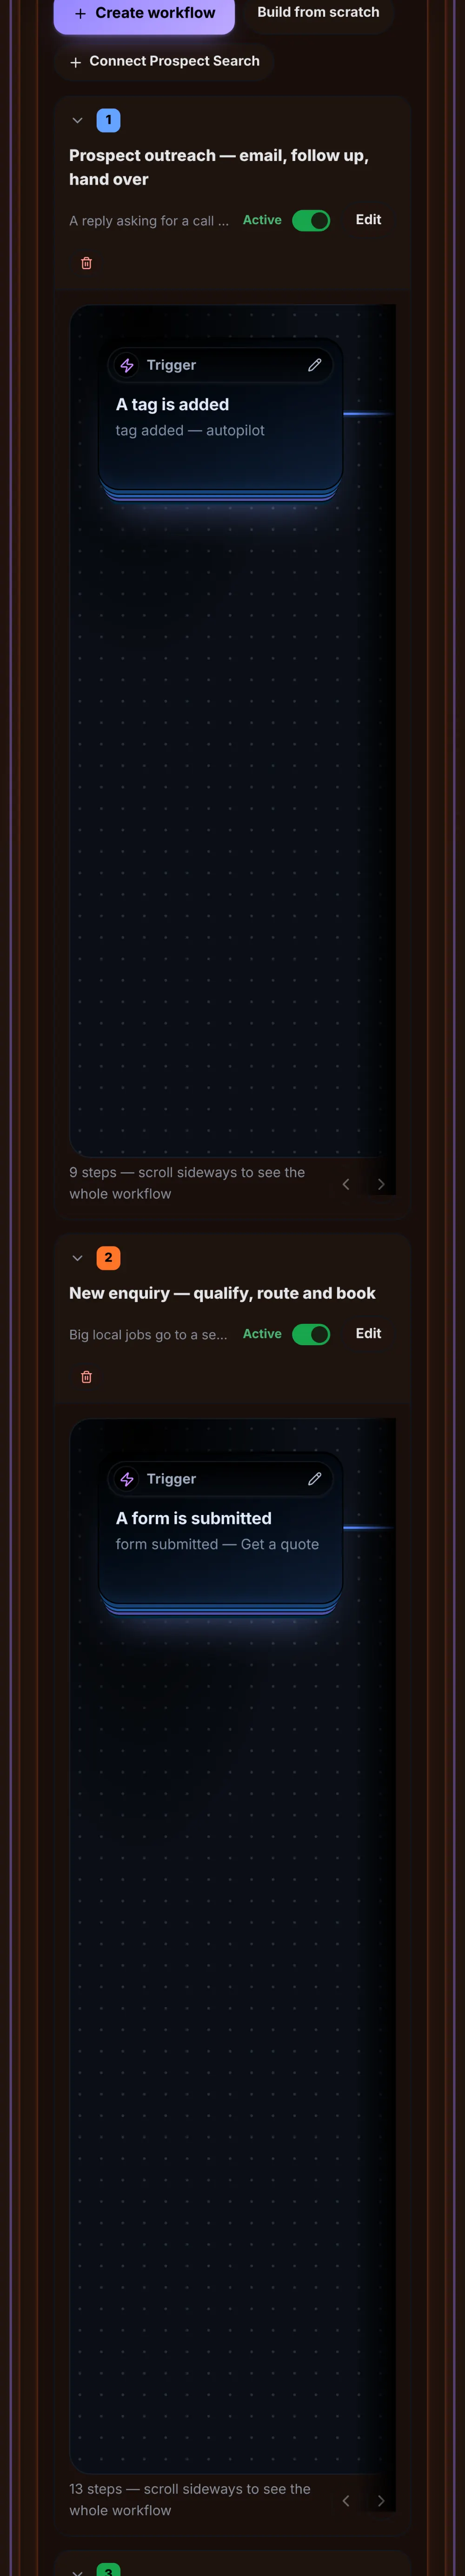 Create workflow
Build from scratch
Connect Prospect Search
1
Prospect outreach — email, follow up,
hand over
A reply asking for a call ...
Active
Edit
Trigger
A tag is added
tag added — autopilot
9 steps — scroll sideways to see the
whole workflow
2
New enquiry — qualify, route and book
Big local jobs go to a se...
Active
Edit
Trigger
A form is submitted
form submitted — Get a quote
13 steps — scroll sideways to see the
whole workflow
3